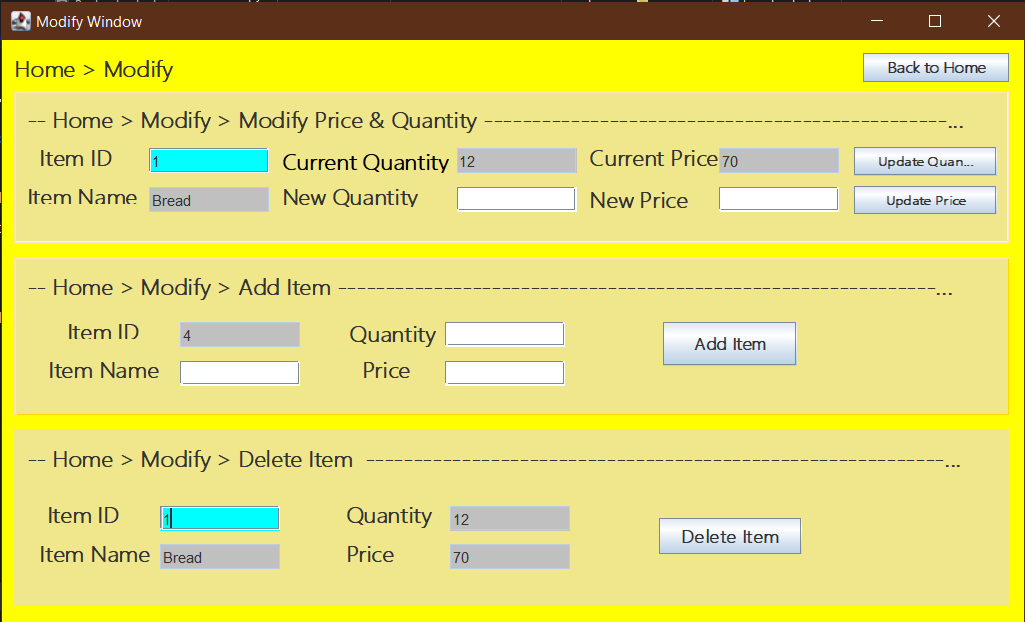 Modify Window
Home > Modify
Back to Home
-- Home > Modify > Modify Price & Quantity ------------------------------------------------...
Item ID 1 Current Quantity 12 Current Price 70 Update Quan...
Item Name Bread New Quantity New Price Update Price
-- Home > Modify > Add Item --------------------------------------------------------------...
Item ID 4 Quantity Add Item
Item Name Price
-- Home > Modify > Delete Item ------------------------------------------------------------...
Item ID 1 Quantity 12
Delete Item
Item Name Bread Price 70